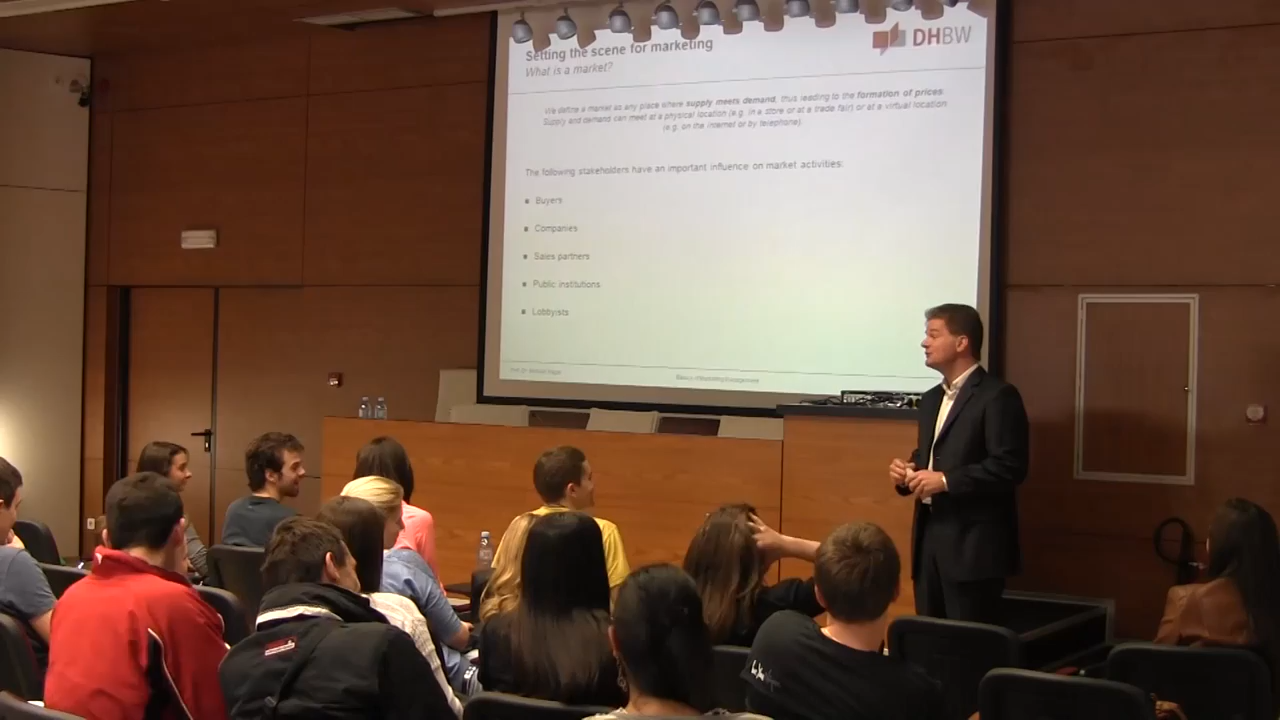 Setting the scene for marketing
DHBW
What is a market?
We define a market as any place where supply meets demand, thus leading to the formation of prices
Supply and demand can meet at a physical location (e.g. in a store or at a trade fair) or at a virtual location
(e.g. on the internet or by telephone).
The following stakeholders have an important influence on market activities:
Buyers
Companies
Sales partners
Public institutions
Lobbyists
Prof. Dr.